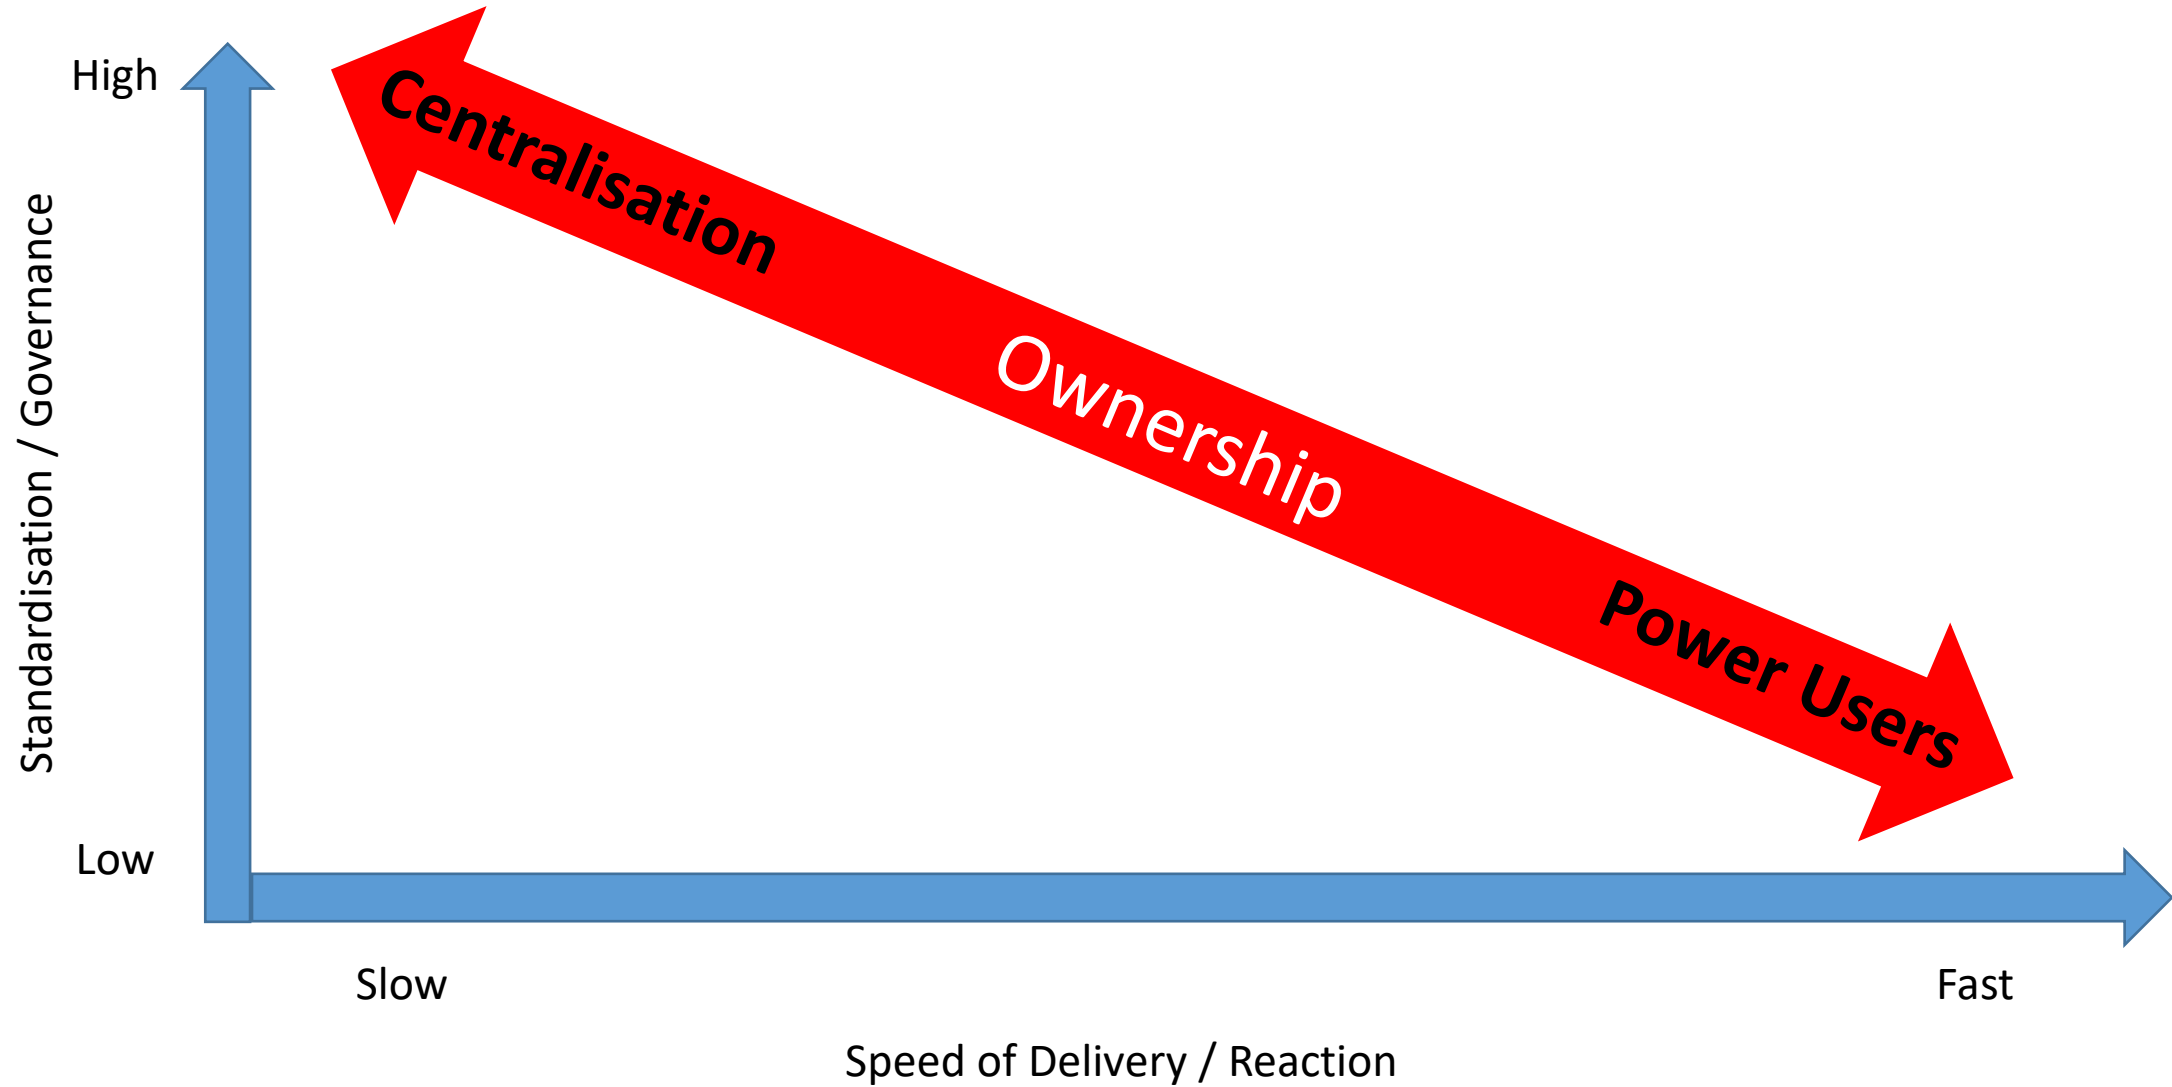 High
Centralisation
Standardisation / Governance
Ownership
Power Users
Low
Slow
Fast
Speed of Delivery / Reaction